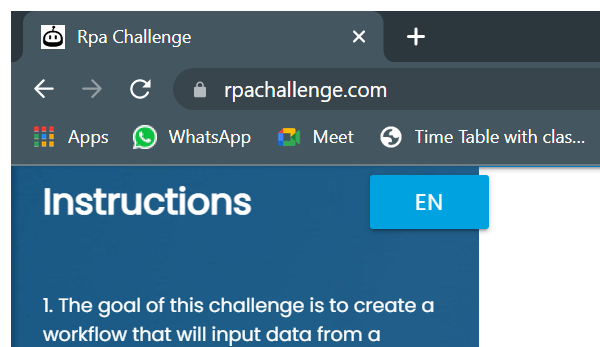 Rpa Challenge
rpachallenge.com
Apps WhatsApp Meet Time Table with clas...
Instructions EN
1. The goal of this challenge is to create a
workflow that will input data from a